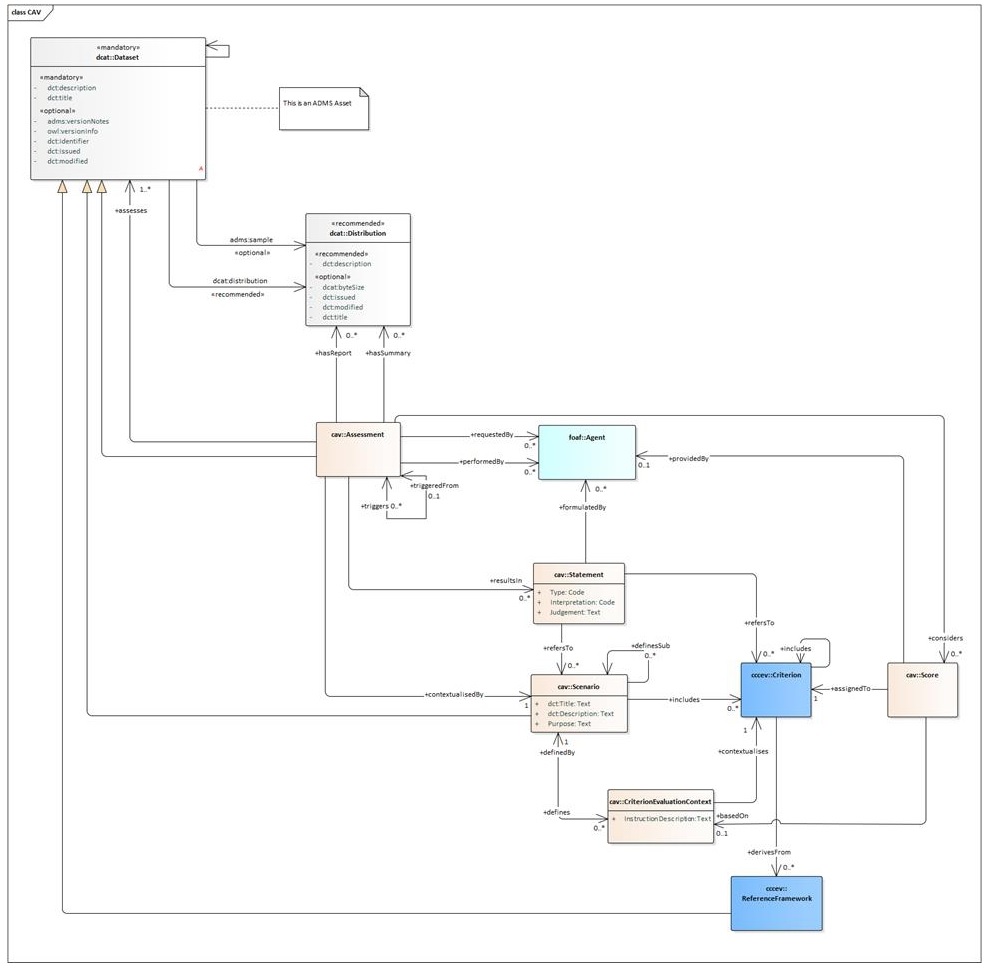 class CAV
«mandatory»
dcat::Dataset
«mandatory»
- dct:description
- dct:title
«optional»
- adms:versionNotes
- owl:versionInfo
- dct:identifier
- dct:issued
- dct:modified
A
This is an ADMS Asset
1..*
+assesses
«recommended»
dcat::Distribution
«recommended»
- dct:description
«optional»
- dcat:byteSize
- dct:issued
- dct:modified
- dct:title
adms:sample
«optional»
dcat:distribution
«recommended»
0..*
0..*
+hasReport
+hasSummary
cav::Assessment
+requestedBy
0..*
+performedBy
0..*
foaf::Agent
0..1
+providedBy
+triggeredFrom
0..1
+triggers 0..*
0..*
+formulatedBy
+resultsIn
0..*
cav::Statement
+ Type: Code
+ Interpretation: Code
+ Judgement: Text
+refersTo
0..*
+refersTo
0..*
+definesSub
0..*
+includes
+considers
0..*
+contextualisedBy
1
cav::Scenario
+ dct:Title: Text
+ dct:Description: Text
+ Purpose: Text
+includes
0..*
cccev::Criterion
+assignedTo
1
cav::Score
1
+definedBy
1
+contextualises
+defines
0..*
cav::CriterionEvaluationContext
+ InstructionDescription:Text
+basedOn
0..1
+derivesFrom
0..*
cccev::
ReferenceFramework